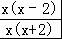 x(x − 2)
x(x+2)